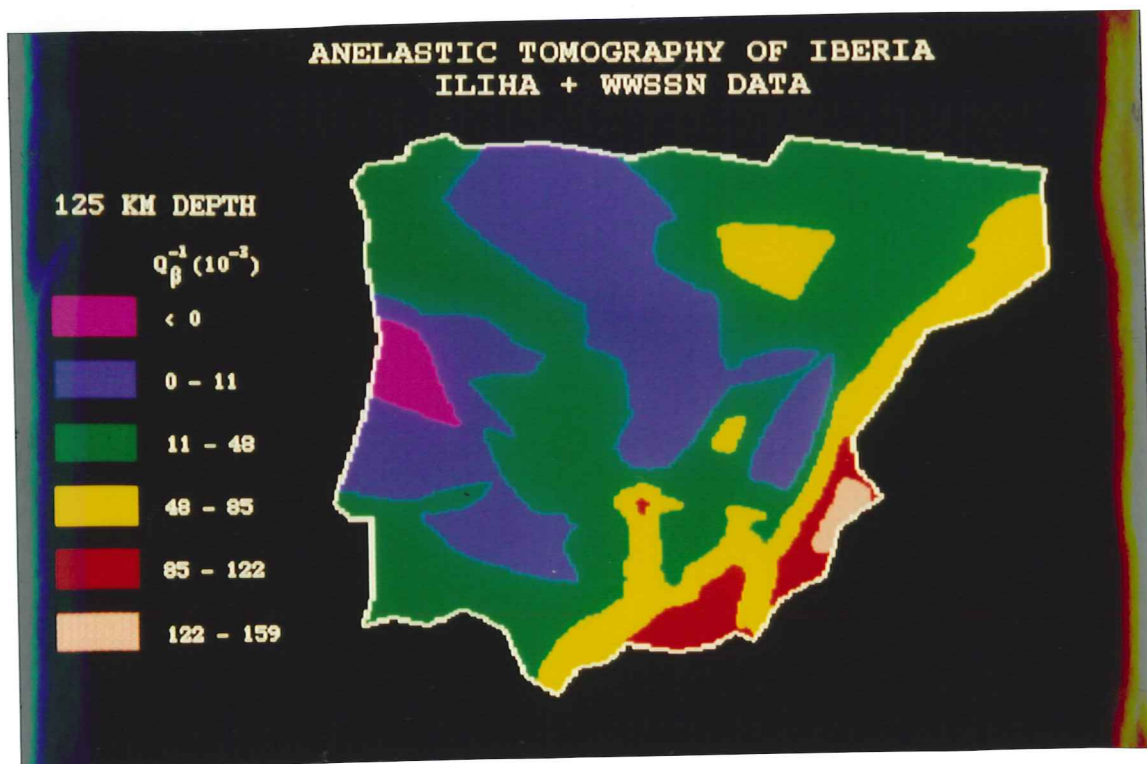 ANELASTIC TOMOGRAPHY OF IBERIA
ILIHA + WWSSN DATA
125 KM DEPTH
Q_β⁻¹ (10⁻³)
< 0
0 - 11
11 - 48
48 - 85
85 - 122
122 - 159